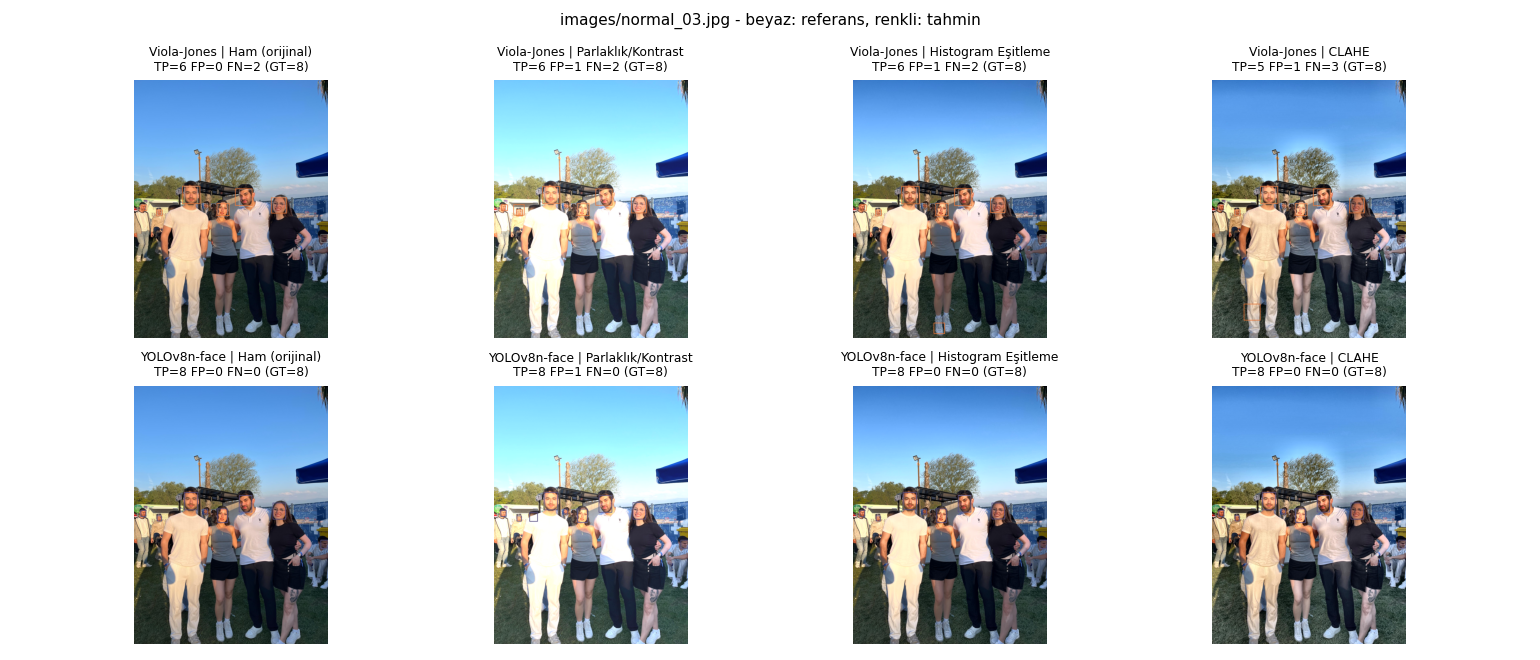 images/normal_03.jpg - beyaz: referans, renkli: tahmin
Viola-Jones | Ham (orijinal)
TP=6 FP=0 FN=2 (GT=8)
Viola-Jones | Parlaklık/Kontrast
TP=6 FP=1 FN=2 (GT=8)
Viola-Jones | Histogram Eşitleme
TP=6 FP=1 FN=2 (GT=8)
Viola-Jones | CLAHE
TP=5 FP=1 FN=3 (GT=8)
YOLOv8n-face | Ham (orijinal)
TP=8 FP=0 FN=0 (GT=8)
YOLOv8n-face | Parlaklık/Kontrast
TP=8 FP=1 FN=0 (GT=8)
YOLOv8n-face | Histogram Eşitleme
TP=8 FP=0 FN=0 (GT=8)
YOLOv8n-face | CLAHE
TP=8 FP=0 FN=0 (GT=8)